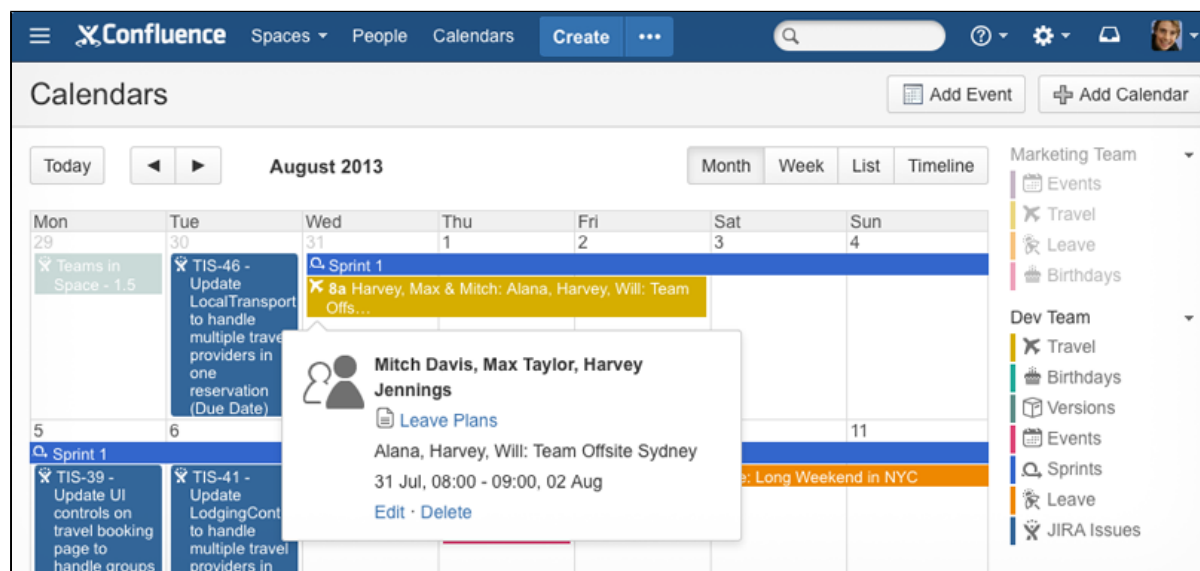 Confluence Spaces People Calendars Create •••
Calendars
Add Event
Add Calendar
Today
August 2013
Month Week List Timeline
Mon Tue Wed Thu Fri Sat Sun
29 30 31 1 2 3 4
Teams in
Space - 1.5
TIS-46 -
Update
LocalTransport
to handle
multiple trave
providers in
one
reservation
(Due Date)
Sprint 1
8a Harvey, Max & Mitch: Alana, Harvey, Will: Team
Offs…
Mitch Davis, Max Taylor, Harvey
Jennings
Leave Plans
Alana, Harvey, Will: Team Offsite Sydney
31 Jul, 08:00 - 09:00, 02 Aug
Edit · Delete
5 6 11
Sprint 1
TIS-39 -
Update UI
controls on
travel booking
page to
handle groups
TIS-41 -
Update
LodgingCont
to handle
multiple travel
providers in
e: Long Weekend in NYC
Marketing Team
Events
Travel
Leave
Birthdays
Dev Team
Travel
Birthdays
Versions
Events
Sprints
Leave
JIRA Issues